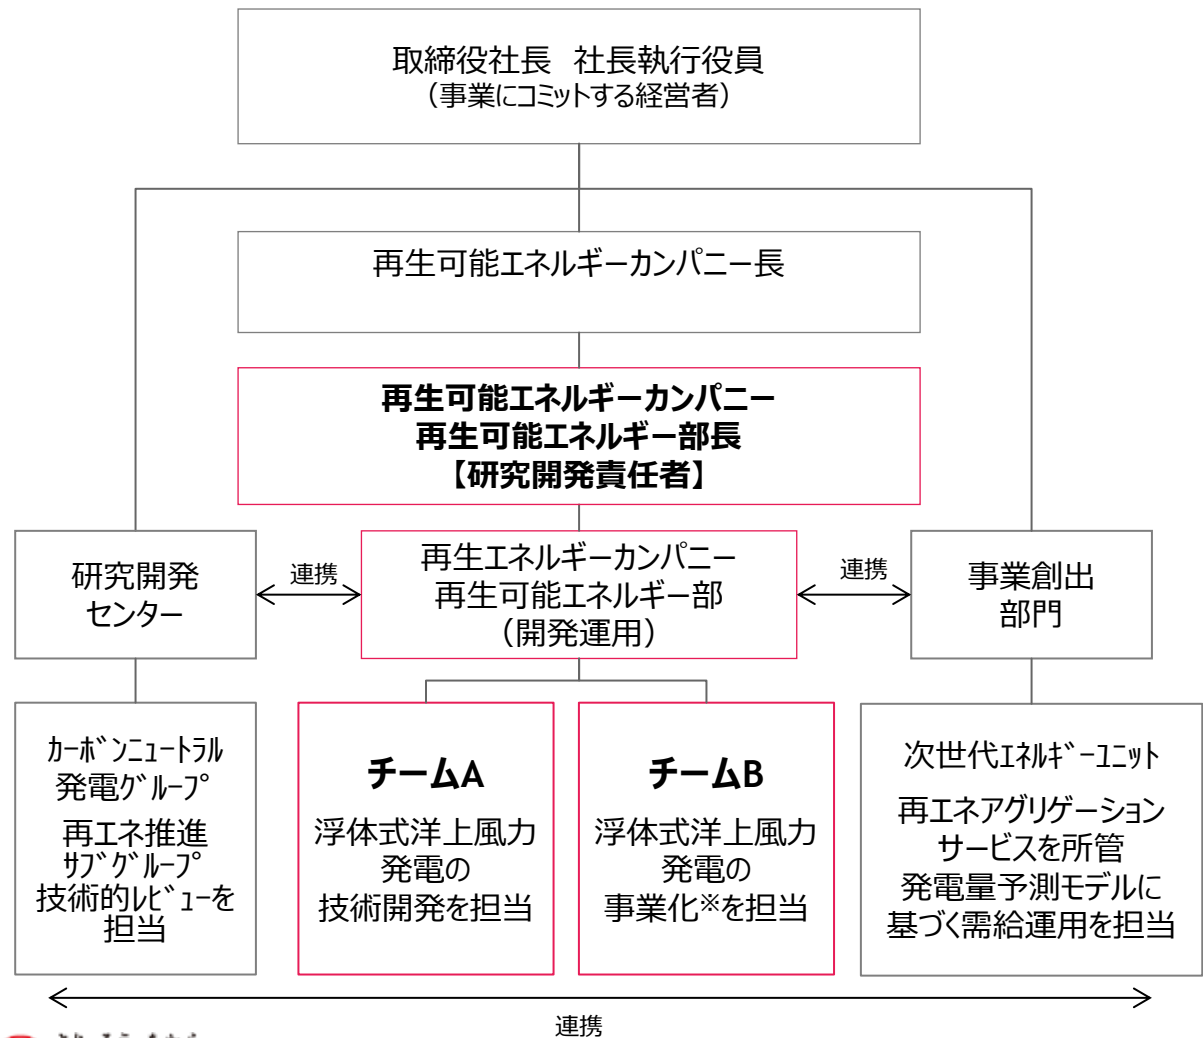 取締役社長 社長執行役員
（事業にコミットする経営者）
再生可能エネルギーカンパニー長
再生可能エネルギーカンパニー
再生可能エネルギー部長
【研究開発責任者】
研究開発
センター
連携
再生エネルギーカンパニー
再生可能エネルギー部
（開発運用）
連携
事業創出
部門
ｶｰﾎﾞﾝﾆｭｰﾄﾗﾙ
発電ｸﾞﾙｰﾌﾟ
再エネ推進
ｻﾌﾞｸﾞﾙｰﾌﾟ
技術的ﾚﾋﾞｭｰを
担当
チームA
浮体式洋上風力
発電の
技術開発を担当
チームB
浮体式洋上風力
発電の
事業化※を担当
次世代ｴﾈﾙｷﾞｰﾕﾆｯﾄ
再エネアグリゲーション
サービスを所管
発電量予測モデルに
基づく需給運用を担当
連携